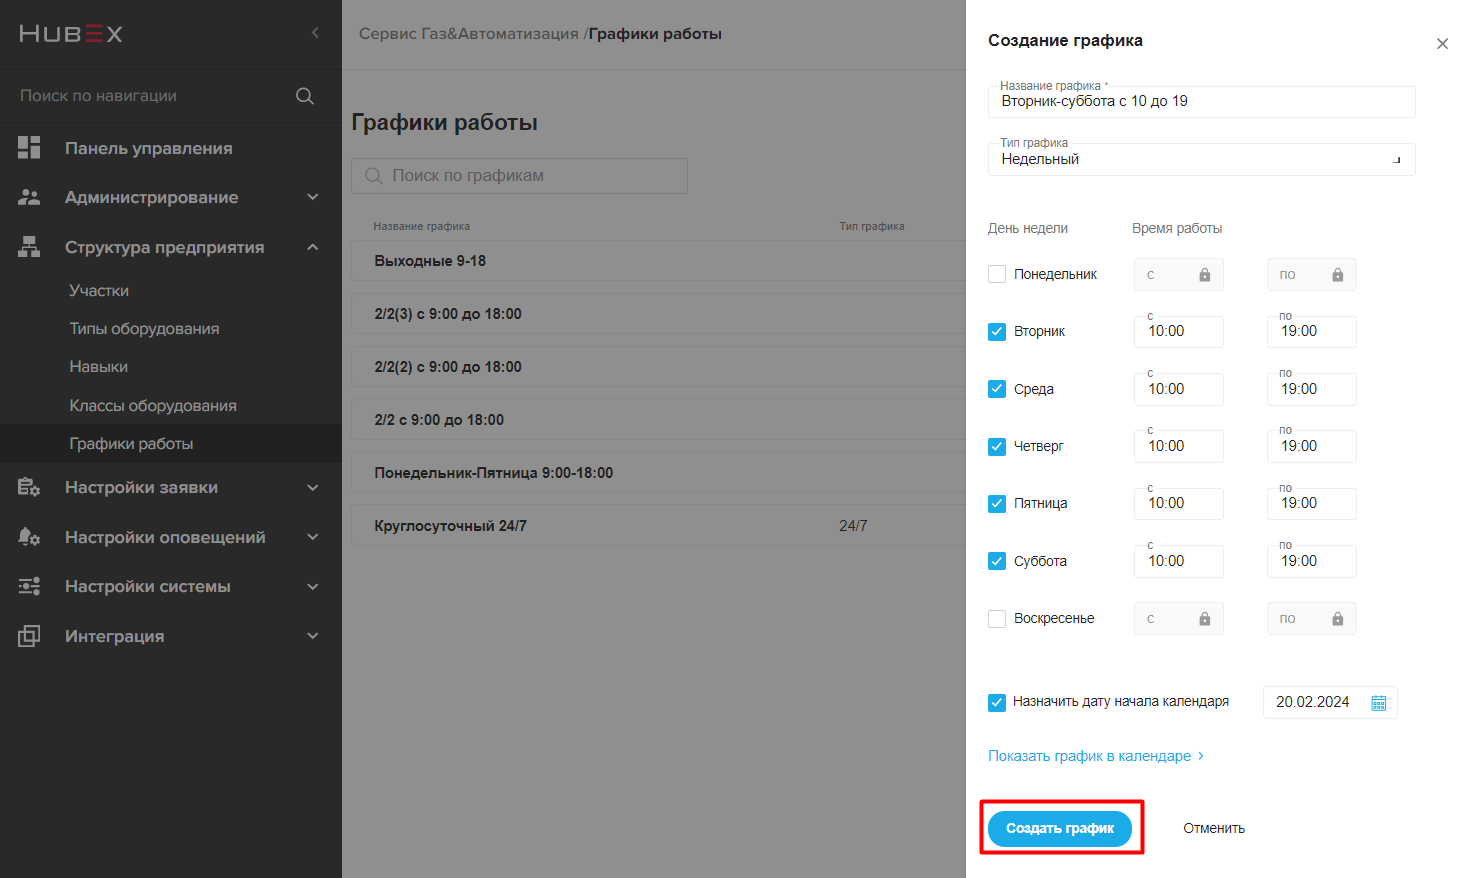 HUBEX
Поиск по навигации
Панель управления
Администрирование
Структура предприятия
Участки
Типы оборудования
Навыки
Классы оборудования
Графики работы
Настройки заявки
Настройки оповещений
Настройки системы
Интеграция
Сервис Газ&Автоматизация /Графики работы
Графики работы
Поиск по графикам
Название графика Тип графика
Выходные 9-18
2/2(3) с 9:00 до 18:00
2/2(2) с 9:00 до 18:00
2/2 с 9:00 до 18:00
Понедельник-Пятница 9:00-18:00
Круглосуточный 24/7 24/7
Создание графика
Название графика *
Вторник-суббота с 10 до 19
Тип графика
Недельный
День недели Время работы
Понедельник с по
с по
Вторник 10:00 19:00
с по
Среда 10:00 19:00
с по
Четверг 10:00 19:00
с по
Пятница 10:00 19:00
с по
Суббота 10:00 19:00
Воскресенье с по
Назначить дату начала календаря 20.02.2024
Показать график в календаре
Создать график Отменить